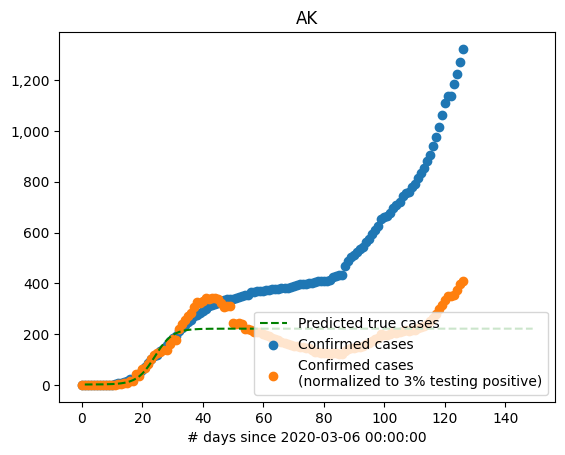 AK
1,200
1,000
800
600
400
200
0
Predicted true cases
Confirmed cases
Confirmed cases
(normalized to 3% testing positive)
0 20 40 60 80 100 120 140
# days since 2020-03-06 00:00:00